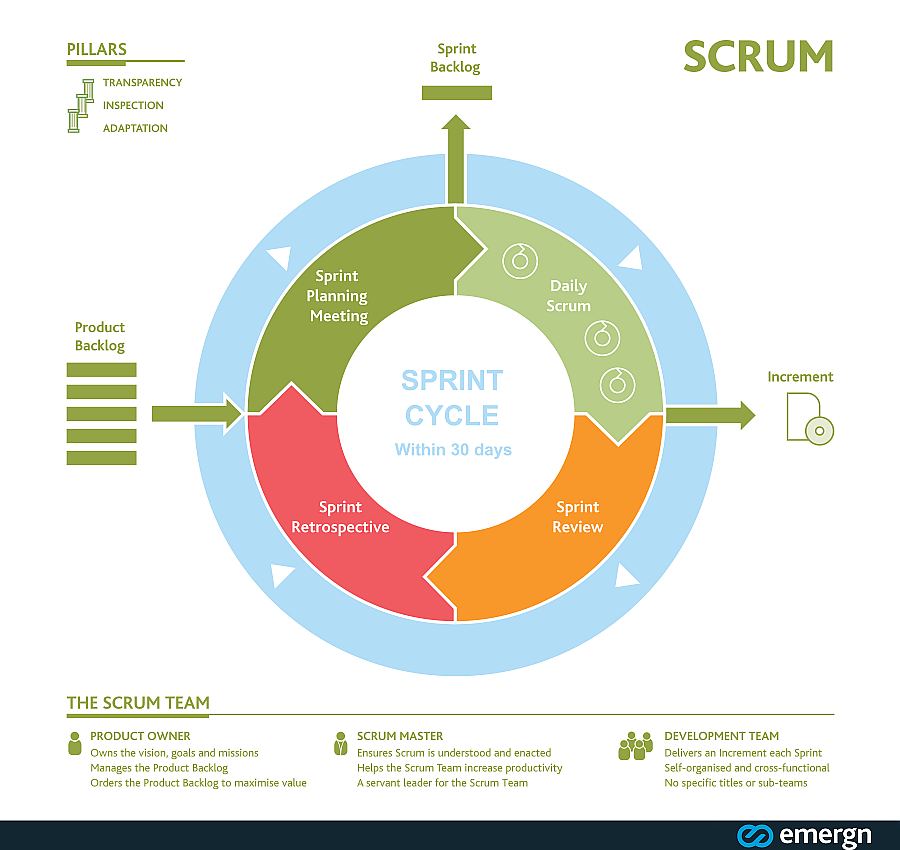 PILLARS
TRANSPARENCY
INSPECTION
ADAPTATION
Sprint
Backlog
SCRUM
Sprint
Planning
Meeting
Daily
Scrum
Product
Backlog
SPRINT
CYCLE
Within 30 days
Increment
Sprint
Retrospective
Sprint
Review
THE SCRUM TEAM
PRODUCT OWNER
Owns the vision, goals and missions
Manages the Product Backlog
Orders the Product Backlog to maximise value
SCRUM MASTER
Ensures Scrum is understood and enacted
Helps the Scrum Team increase productivity
A servant leader for the Scrum Team
DEVELOPMENT TEAM
Delivers an Increment each Sprint
Self-organised and cross-functional
No specific titles or sub-teams
emergn